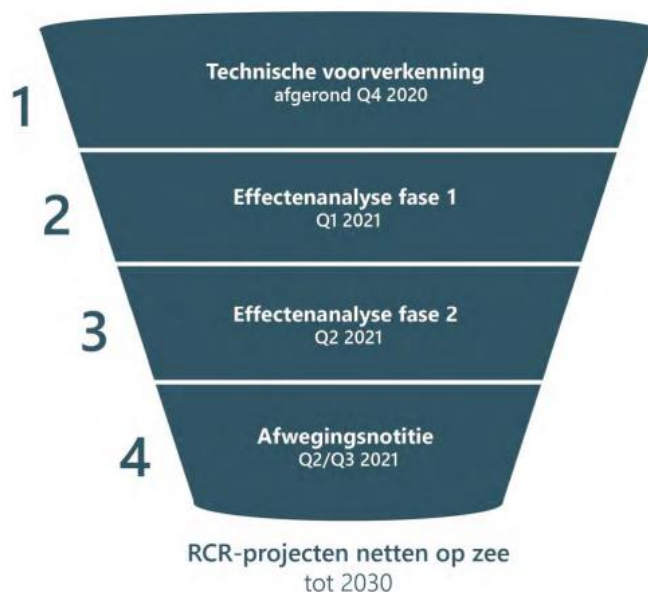 1
Technische voorverkenning
afgerond Q4 2020
2
Effectenanalyse fase 1
Q1 2021
3
Effectenanalyse fase 2
Q2 2021
4
Afwegingsnotitie
Q2/Q3 2021
RCR-projecten netten op zee
tot 2030